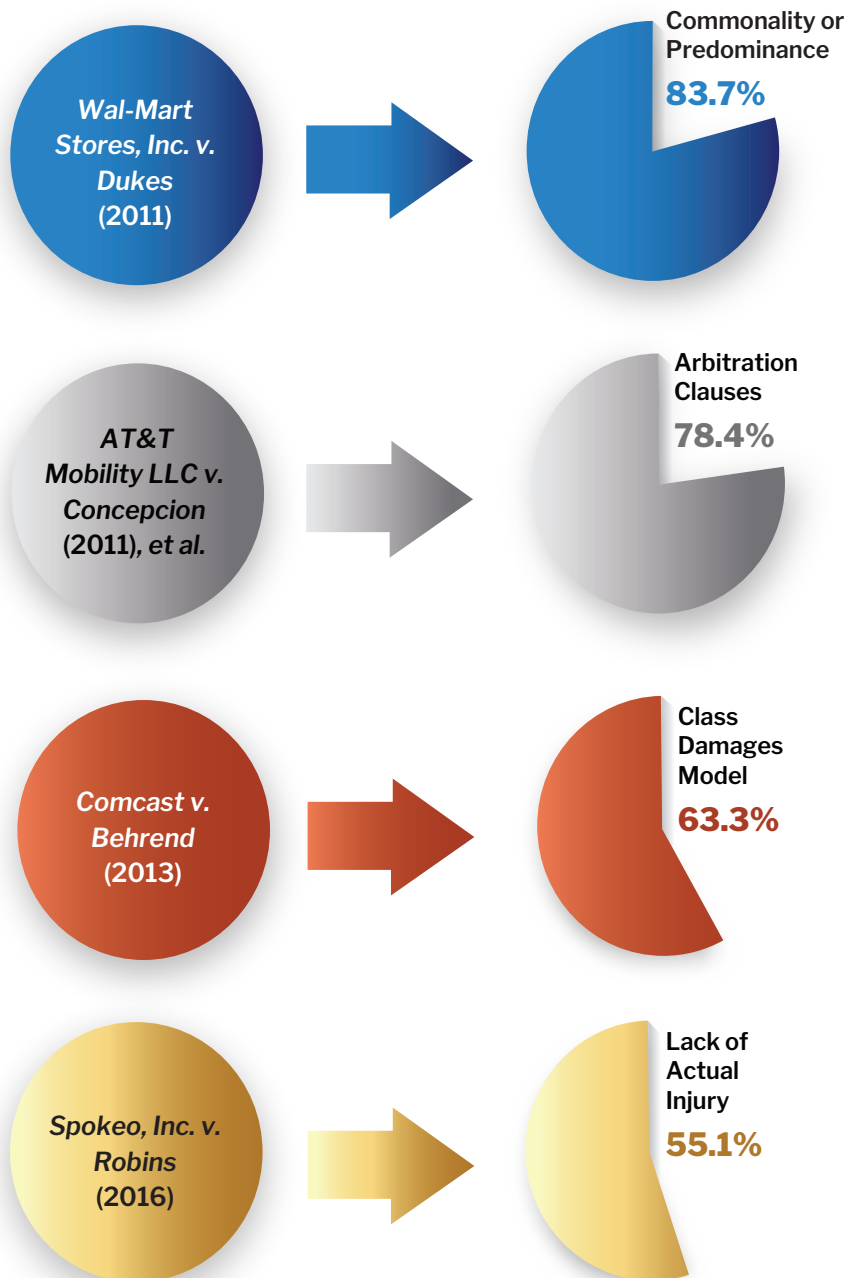 Wal-Mart
Stores, Inc. v.
Dukes
(2011)
Commonality or
Predominance
83.7%
AT&T
Mobility LLC v.
Concepcion
(2011), et al.
Arbitration
Clauses
78.4%
Comcast v.
Behrend
(2013)
Class
Damages
Model
63.3%
Spokeo, Inc. v.
Robins
(2016)
Lack of
Actual
Injury
55.1%